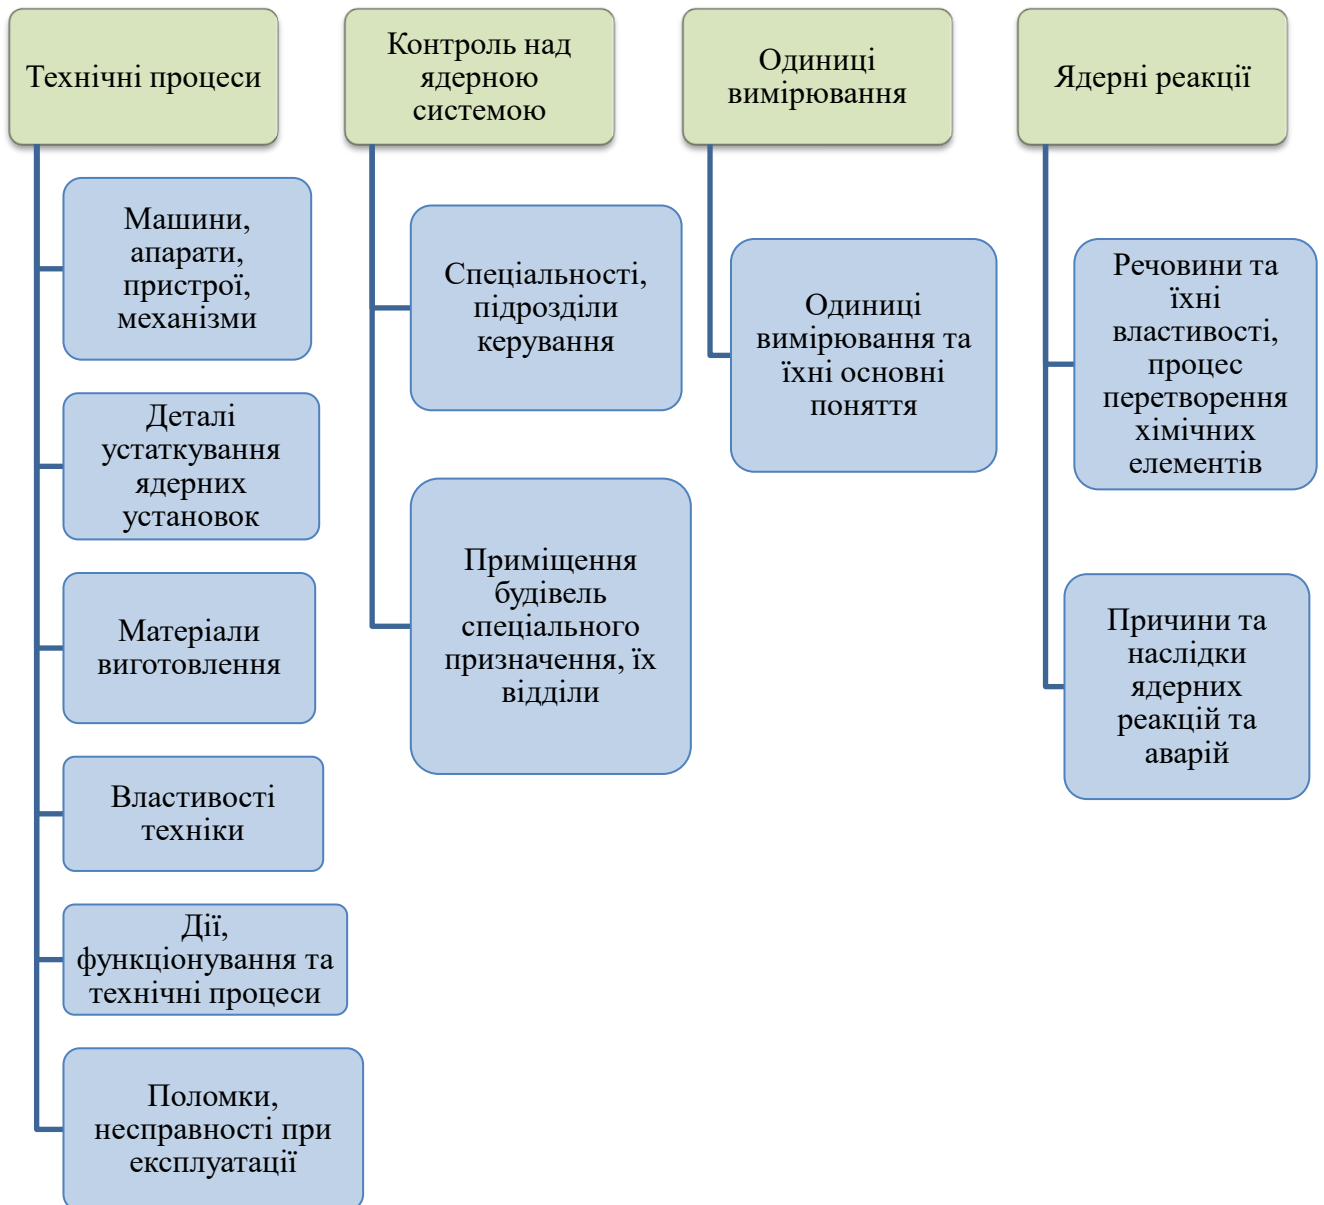 Технічні процеси
Машини,
апарати,
пристрої,
механізми
Деталі
устаткування
ядерних
установок
Матеріали
виготовлення
Властивості
техніки
Дії,
функціонування та
технічні процеси
Поломки,
несправності при
експлуатації
Контроль над
ядерною
системою
Спеціальності,
підрозділи
керування
Приміщення
будівель
спеціального
призначення, їх
відділи
Одиниці
вимірювання
Одиниці
вимірювання та
їхні основні
поняття
Ядерні реакції
Речовини та
їхні
властивості,
процес
перетворення
хімічних
елементів
Причини та
наслідки
ядерних
реакцій та
аварій